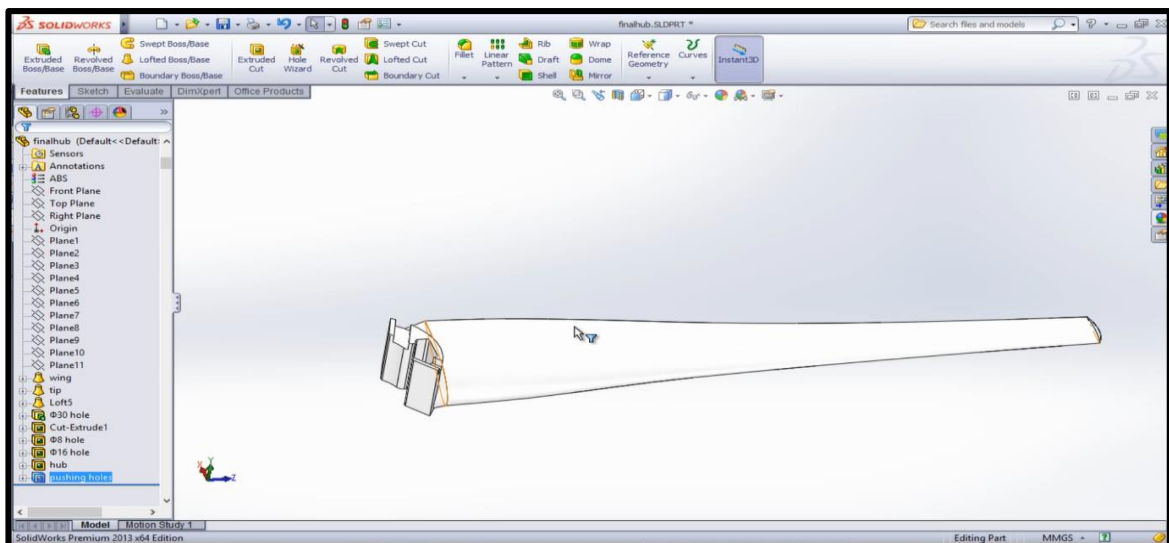 SOLIDWORKS
finalhub.SLDPRT *
Search files and models
Extruded Boss/Base
Revolved Boss/Base
Swept Boss/Base
Lofted Boss/Base
Boundary Boss/Base
Extruded Cut
Hole Wizard
Revolved Cut
Swept Cut
Lofted Cut
Boundary Cut
Fillet
Linear Pattern
Rib
Draft
Shell
Wrap
Dome
Mirror
Reference Geometry
Curves
Instant3D
Features
Sketch
Evaluate
DimXpert
Office Products
finalhub (Default<<Default:
Sensors
Annotations
ABS
Front Plane
Top Plane
Right Plane
Origin
Plane1
Plane2
Plane3
Plane4
Plane5
Plane6
Plane7
Plane8
Plane9
Plane10
Plane11
wing
tip
Loft5
Φ30 hole
Cut-Extrude1
Φ8 hole
Φ16 hole
hub
pushing holes
X
Y
Z
Model
Motion Study 1
SolidWorks Premium 2013 x64 Edition
Editing Part
MMGS